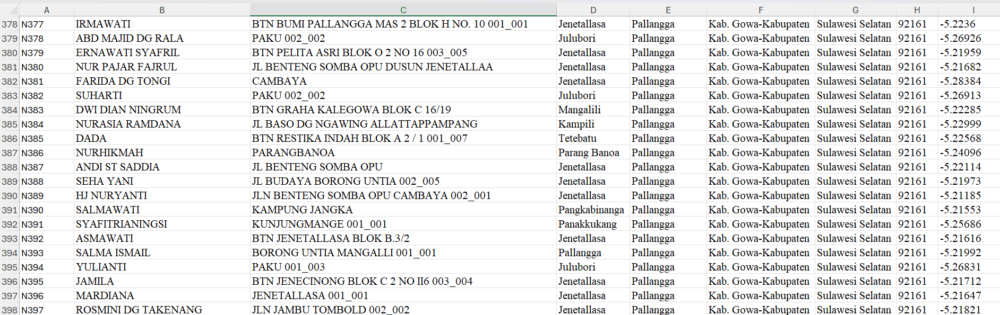 A B C D E F G H I
378 N377 IRMAWATI BTN BUMI PALLANGGA MAS 2 BLOK H NO. 10 001_001 Jenetallasa Pallangga Kab. Gowa-Kabupaten Sulawesi Selatan 92161 -5.2236
379 N378 ABD MAJID DG RALA PAKU 002_002 Julubori Pallangga Kab. Gowa-Kabupaten Sulawesi Selatan 92161 -5.26926
380 N379 ERNAWATI SYAFRIL BTN PELITA ASRI BLOK O 2 NO 16 003_005 Jenetallasa Pallangga Kab. Gowa-Kabupaten Sulawesi Selatan 92161 -5.21959
381 N380 NUR PAJAR FAJRUL JL BENTENG SOMBA OPU DUSUN JENETALLAA Jenetallasa Pallangga Kab. Gowa-Kabupaten Sulawesi Selatan 92161 -5.21682
382 N381 FARIDA DG TONGI CAMBAYA Jenetallasa Pallangga Kab. Gowa-Kabupaten Sulawesi Selatan 92161 -5.28384
383 N382 SUHARTI PAKU 002_002 Julubori Pallangga Kab. Gowa-Kabupaten Sulawesi Selatan 92161 -5.26913
384 N383 DWI DIAN NINGRUM BTN GRAHA KALEGOWA BLOK C 16/19 Mangalili Pallangga Kab. Gowa-Kabupaten Sulawesi Selatan 92161 -5.22285
385 N384 NURASIA RAMDANA JL BASO DG NGAWING ALLATTAPPAMPANG Kampili Pallangga Kab. Gowa-Kabupaten Sulawesi Selatan 92161 -5.22999
386 N385 DADA BTN RESTIKA INDAH BLOK A 2 / 1 001_007 Tetebatu Pallangga Kab. Gowa-Kabupaten Sulawesi Selatan 92161 -5.22568
387 N386 NURHIKMAH PARANGBANOA Parang Banoa Pallangga Kab. Gowa-Kabupaten Sulawesi Selatan 92161 -5.24096
388 N387 ANDI ST SADDIA JL BENTENG SOMBA OPU Jenetallasa Pallangga Kab. Gowa-Kabupaten Sulawesi Selatan 92161 -5.22114
389 N388 SEHA YANI JL BUDAYA BORONG UNTIA 002_005 Jenetallasa Pallangga Kab. Gowa-Kabupaten Sulawesi Selatan 92161 -5.21973
390 N389 HJ NURYANTI JLN BENTENG SOMBA OPU CAMBAYA 002_001 Jenetallasa Pallangga Kab. Gowa-Kabupaten Sulawesi Selatan 92161 -5.21185
391 N390 SALMAWATI KAMPUNG JANGKA Pangkabinanga Pallangga Kab. Gowa-Kabupaten Sulawesi Selatan 92161 -5.21553
392 N391 SYAFITRIANINGSI KUNJUNGMANGE 001_001 Panakkukang Pallangga Kab. Gowa-Kabupaten Sulawesi Selatan 92161 -5.25686
393 N392 ASMAWATI BTN JENETALLASA BLOK B.3/2 Jenetallasa Pallangga Kab. Gowa-Kabupaten Sulawesi Selatan 92161 -5.21616
394 N393 SALMA ISMAIL BORONG UNTIA MANGALLI 001_001 Pallangga Pallangga Kab. Gowa-Kabupaten Sulawesi Selatan 92161 -5.21992
395 N394 YULIANTI PAKU 001_003 Julubori Pallangga Kab. Gowa-Kabupaten Sulawesi Selatan 92161 -5.26831
396 N395 JAMILA BTN JENECINONG BLOK C 2 NO II6 003_004 Jenetallasa Pallangga Kab. Gowa-Kabupaten Sulawesi Selatan 92161 -5.21712
397 N396 MARDIANA JENETALLASA 001_001 Jenetallasa Pallangga Kab. Gowa-Kabupaten Sulawesi Selatan 92161 -5.21647
398 N397 ROSMINI DG TAKENANG JLN JAMBU TOMBOLD 002_002 Jenetallasa Pallangga Kab. Gowa-Kabupaten Sulawesi Selatan 92161 -5.21821